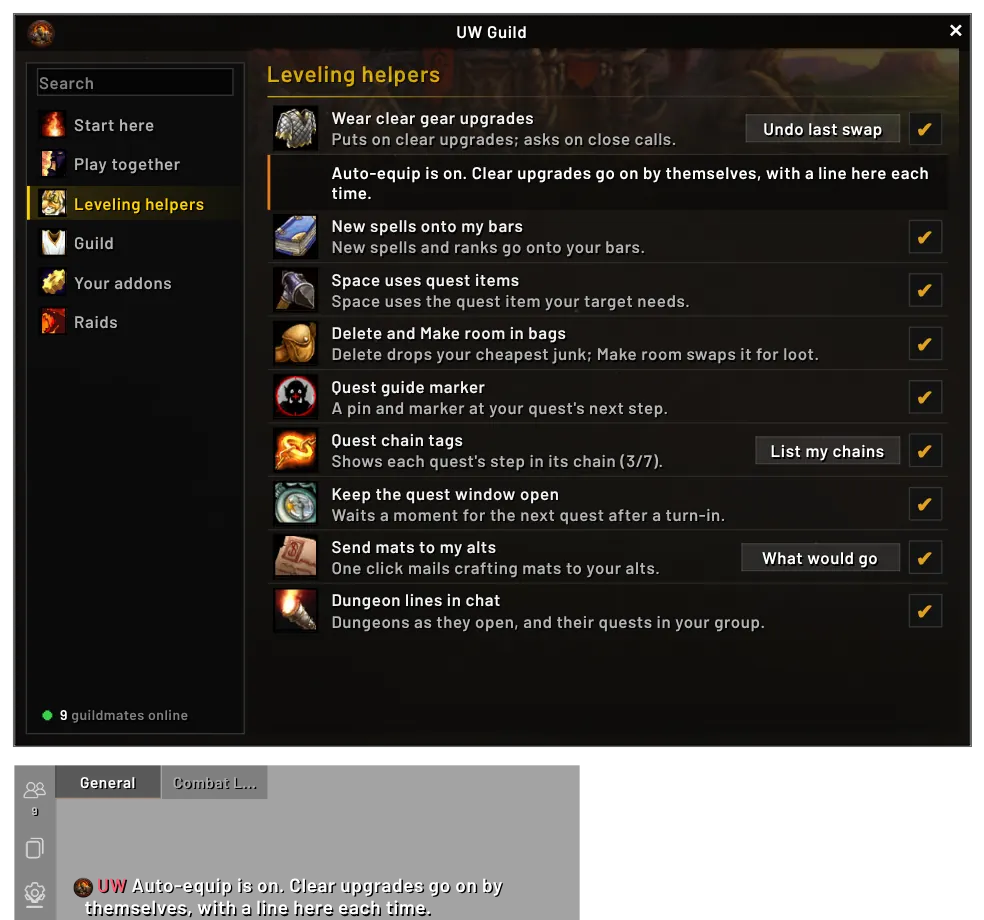 UW Guild
Search
Start here
Play together
Leveling helpers
Guild
Your addons
Raids
9 guildmates online
Leveling helpers
Wear clear gear upgrades
Puts on clear upgrades; asks on close calls.
Undo last swap
Auto-equip is on. Clear upgrades go on by themselves, with a line here each
time.
New spells onto my bars
New spells and ranks go onto your bars.
Space uses quest items
Space uses the quest item your target needs.
Delete and Make room in bags
Delete drops your cheapest junk; Make room swaps it for loot.
Quest guide marker
A pin and marker at your quest's next step.
Quest chain tags
Shows each quest's step in its chain (3/7).
List my chains
Keep the quest window open
Waits a moment for the next quest after a turn-in.
Send mats to my alts
One click mails crafting mats to your alts.
What would go
Dungeon lines in chat
Dungeons as they open, and their quests in your group.
General
Combat L...
9
UW Auto-equip is on. Clear upgrades go on by
themselves, with a line here each time.